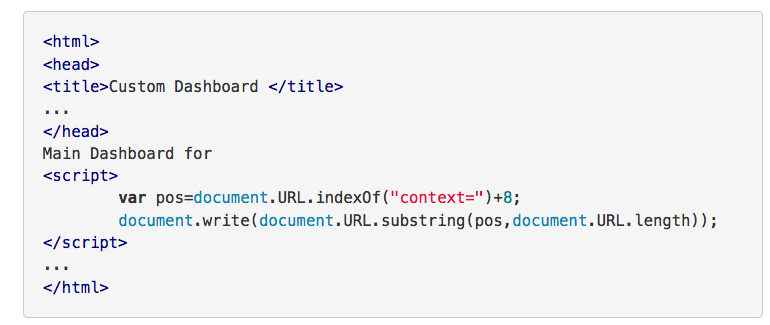 <html>
<head>
<title>Custom Dashboard </title>
...
</head>
Main Dashboard for
<script>
        var pos=document.URL.indexOf("context=")+8;
        document.write(document.URL.substring(pos,document.URL.length));
</script>
...
</html>